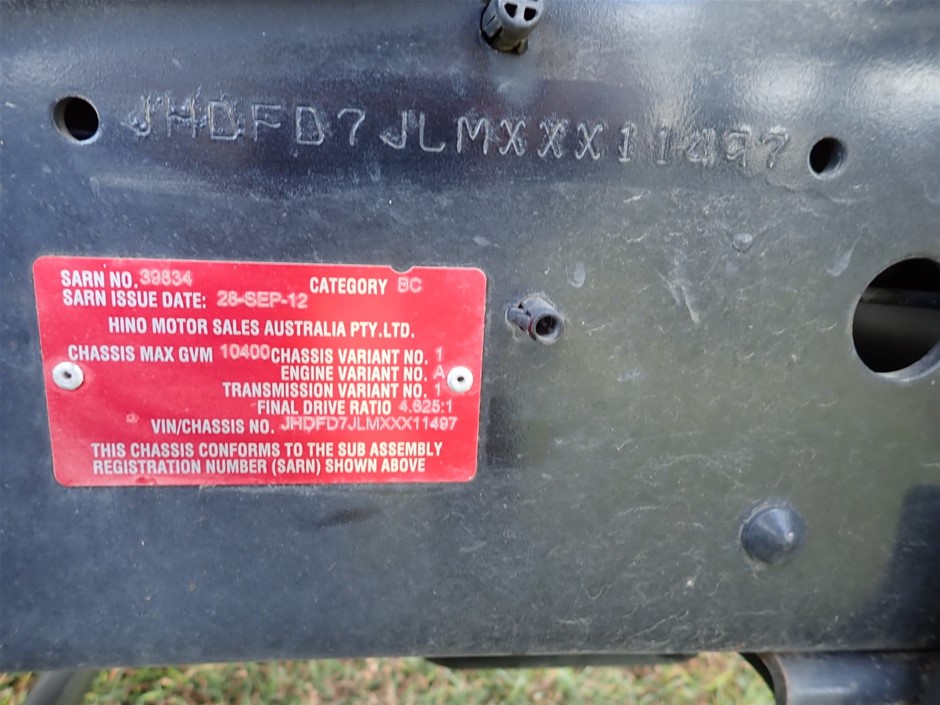 JHDFD7JLMXXX11497
SARN NO. 39834 CATEGORY BC
SARN ISSUE DATE: 26-SEP-12
HINO MOTOR SALES AUSTRALIA PTY.LTD.
CHASSIS MAX GVM 10400 CHASSIS VARIANT NO. 1
ENGINE VARIANT NO. A
TRANSMISSION VARIANT NO. 1
FINAL DRIVE RATIO 4.625:1
VIN/CHASSIS NO. JHDFD7JLMXXX11497
THIS CHASSIS CONFORMS TO THE SUB ASSEMBLY
REGISTRATION NUMBER (SARN) SHOWN ABOVE